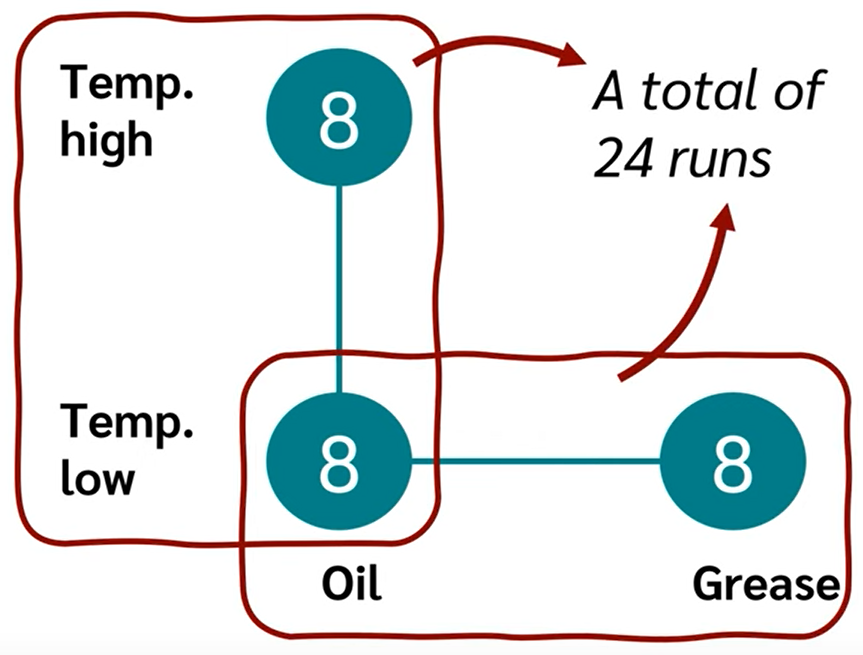 Temp.
high
8
A total of
24 runs
Temp.
low
8
8
Oil
Grease